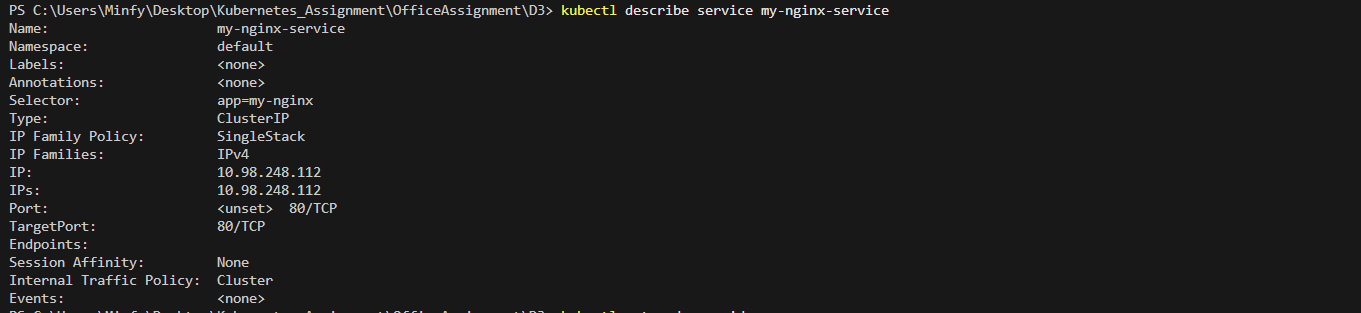 PS C:\Users\Minfy\Desktop\Kubernetes_Assignment\OfficeAssignment\D3> kubectl describe service my-nginx-service
Name:                     my-nginx-service
Namespace:                default
Labels:                   <none>
Annotations:              <none>
Selector:                 app=my-nginx
Type:                     ClusterIP
IP Family Policy:         SingleStack
IP Families:              IPv4
IP:                       10.98.248.112
IPs:                      10.98.248.112
Port:                     <unset>  80/TCP
TargetPort:               80/TCP
Endpoints:
Session Affinity:         None
Internal Traffic Policy:  Cluster
Events:                   <none>